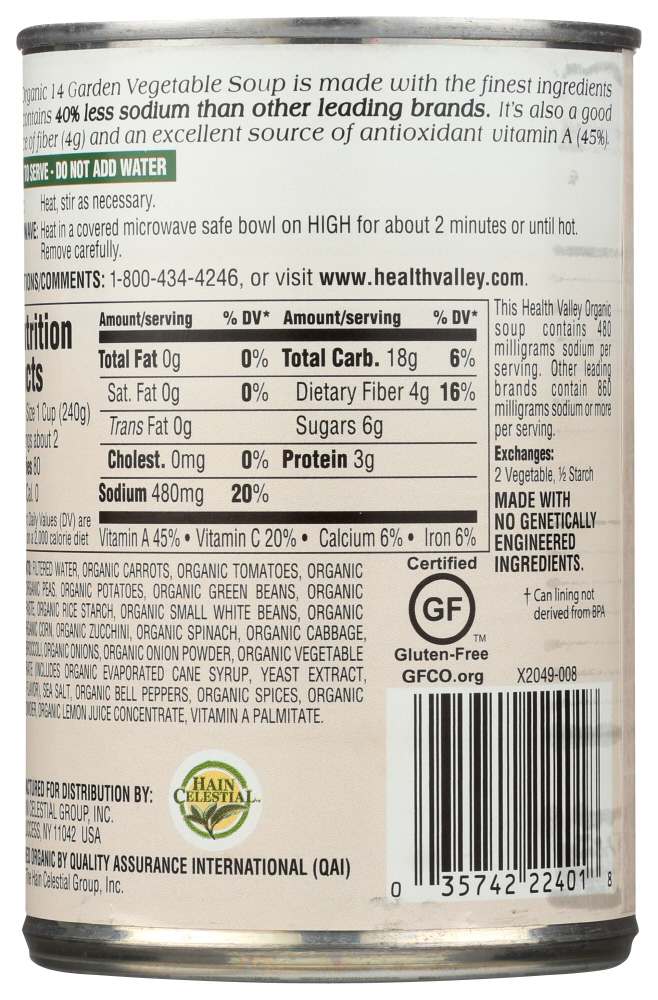 rganic 14 Garden Vegetable Soup is made with the finest ingredients
ntains 40% less sodium than other leading brands. It's also a good
of fiber (4g) and an excellent source of antioxidant vitamin A (45%).
TO SERVE - DO NOT ADD WATER
Heat, stir as necessary.
WAVE: Heat in a covered microwave safe bowl on HIGH for about 2 minutes or until hot.
Remove carefully.
ONS/COMMENTS: 1-800-434-4246, or visit www.healthvalley.com.
trition
cts
Size 1 Cup (240g)
gs about 2
es 80
Cal. 0
Daily Values (DV) are
n a 2,000 calorie diet
Amount/serving % DV* Amount/serving % DV*
Total Fat 0g 0% Total Carb. 18g 6%
Sat. Fat 0g 0% Dietary Fiber 4g 16%
Trans Fat 0g Sugars 6g
Cholest. 0mg 0% Protein 3g
Sodium 480mg 20%
Vitamin A 45% • Vitamin C 20% • Calcium 6% • Iron 6%
This Health Valley Organic
soup contains 480
milligrams sodium per
serving. Other leading
brands contain 860
milligrams sodium or more
per serving.
Exchanges:
2 Vegetable, ½ Starch
MADE WITH
NO GENETICALLY
ENGINEERED
INGREDIENTS.
† Can lining not
derived from BPA
FILTERED WATER, ORGANIC CARROTS, ORGANIC TOMATOES, ORGANIC
ORGANIC PEAS, ORGANIC POTATOES, ORGANIC GREEN BEANS, ORGANIC
ORGANIC RICE STARCH, ORGANIC SMALL WHITE BEANS, ORGANIC
CORN, ORGANIC ZUCCHINI, ORGANIC SPINACH, ORGANIC CABBAGE,
ROCCOLI, ORGANIC ONIONS, ORGANIC ONION POWDER, ORGANIC VEGETABLE
(INCLUDES ORGANIC EVAPORATED CANE SYRUP, YEAST EXTRACT,
SEA SALT, ORGANIC BELL PEPPERS, ORGANIC SPICES, ORGANIC
ORGANIC LEMON JUICE CONCENTRATE, VITAMIN A PALMITATE.
Certified
GF
TM
Gluten-Free
GFCO.org
X2049-008
CTURED FOR DISTRIBUTION BY:
CELESTIAL GROUP, INC.
CCESS, NY 11042 USA
HAIN
CELESTIAL
ED ORGANIC BY QUALITY ASSURANCE INTERNATIONAL (QAI)
The Hain Celestial Group, Inc.
0 35742 22401 8